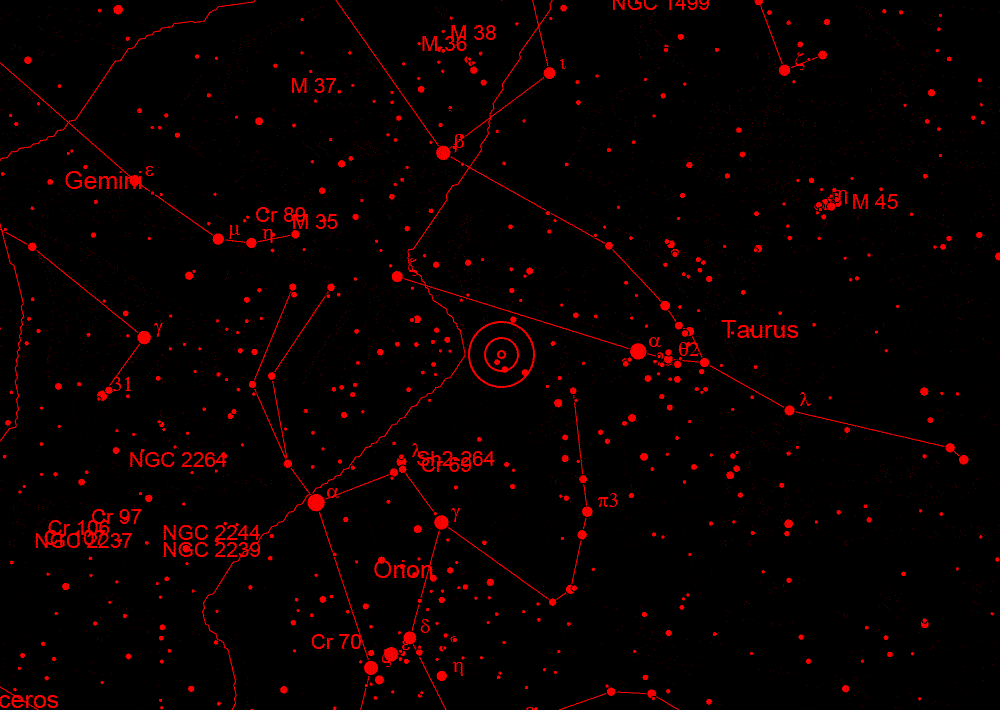 NGC 1499
M 38
M 36
ζ
ι
M 37
β
ε
Gemini
η
M 45
Cr 89
M 35
μ
η
ζ
γ
Taurus
α
θ2
31
λ
λ
Sh2-264
Cr 69
NGC 2264
α
π3
γ
Cr 97
Cr 106
NGC 2244
NGC 2237
NGC 2239
Orion
δ
Cr 70
ε
ζ
η
ceros